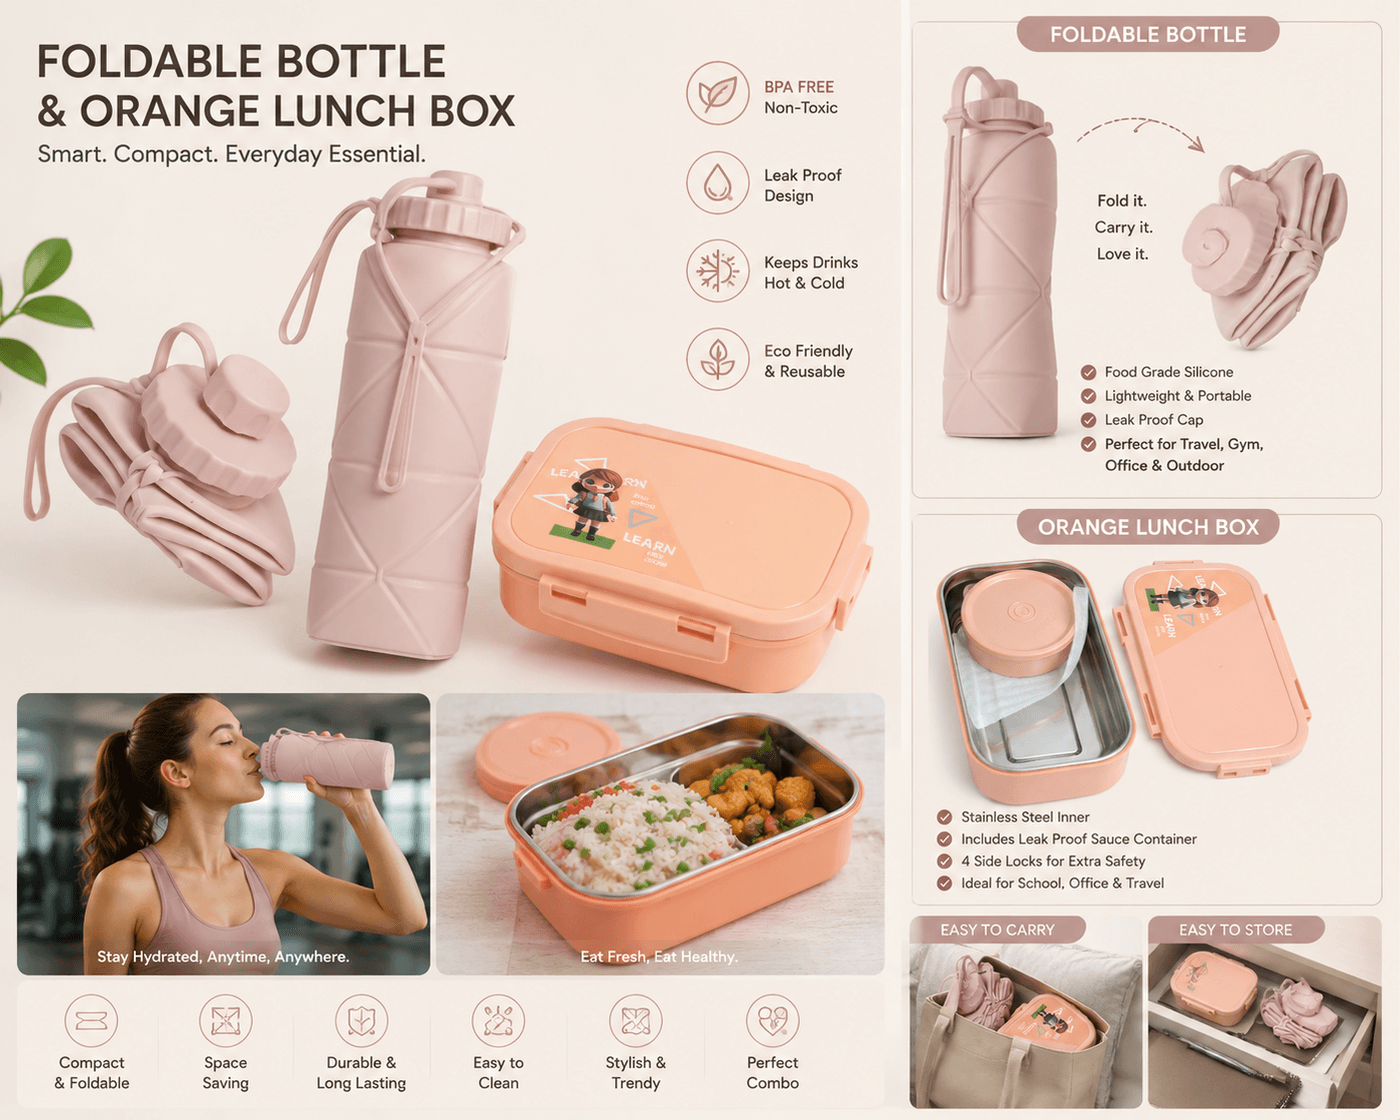 FOLDABLE BOTTLE
& ORANGE LUNCH BOX
Smart. Compact. Everyday Essential.
BPA FREE
Non-Toxic
Leak Proof
Design
Keeps Drinks
Hot & Cold
Eco Friendly
& Reusable
LEARN
LEARN
FOLDABLE BOTTLE
Fold it.
Carry it.
Love it.
Food Grade Silicone
Lightweight & Portable
Leak Proof Cap
Perfect for Travel, Gym,
Office & Outdoor
ORANGE LUNCH BOX
LEARN
LEARN
Stainless Steel Inner
Includes Leak Proof Sauce Container
4 Side Locks for Extra Safety
Ideal for School, Office & Travel
Stay Hydrated, Anytime, Anywhere.
Eat Fresh, Eat Healthy.
EASY TO CARRY
EASY TO STORE
Compact
& Foldable
Space
Saving
Durable &
Long Lasting
Easy to
Clean
Stylish &
Trendy
Perfect
Combo